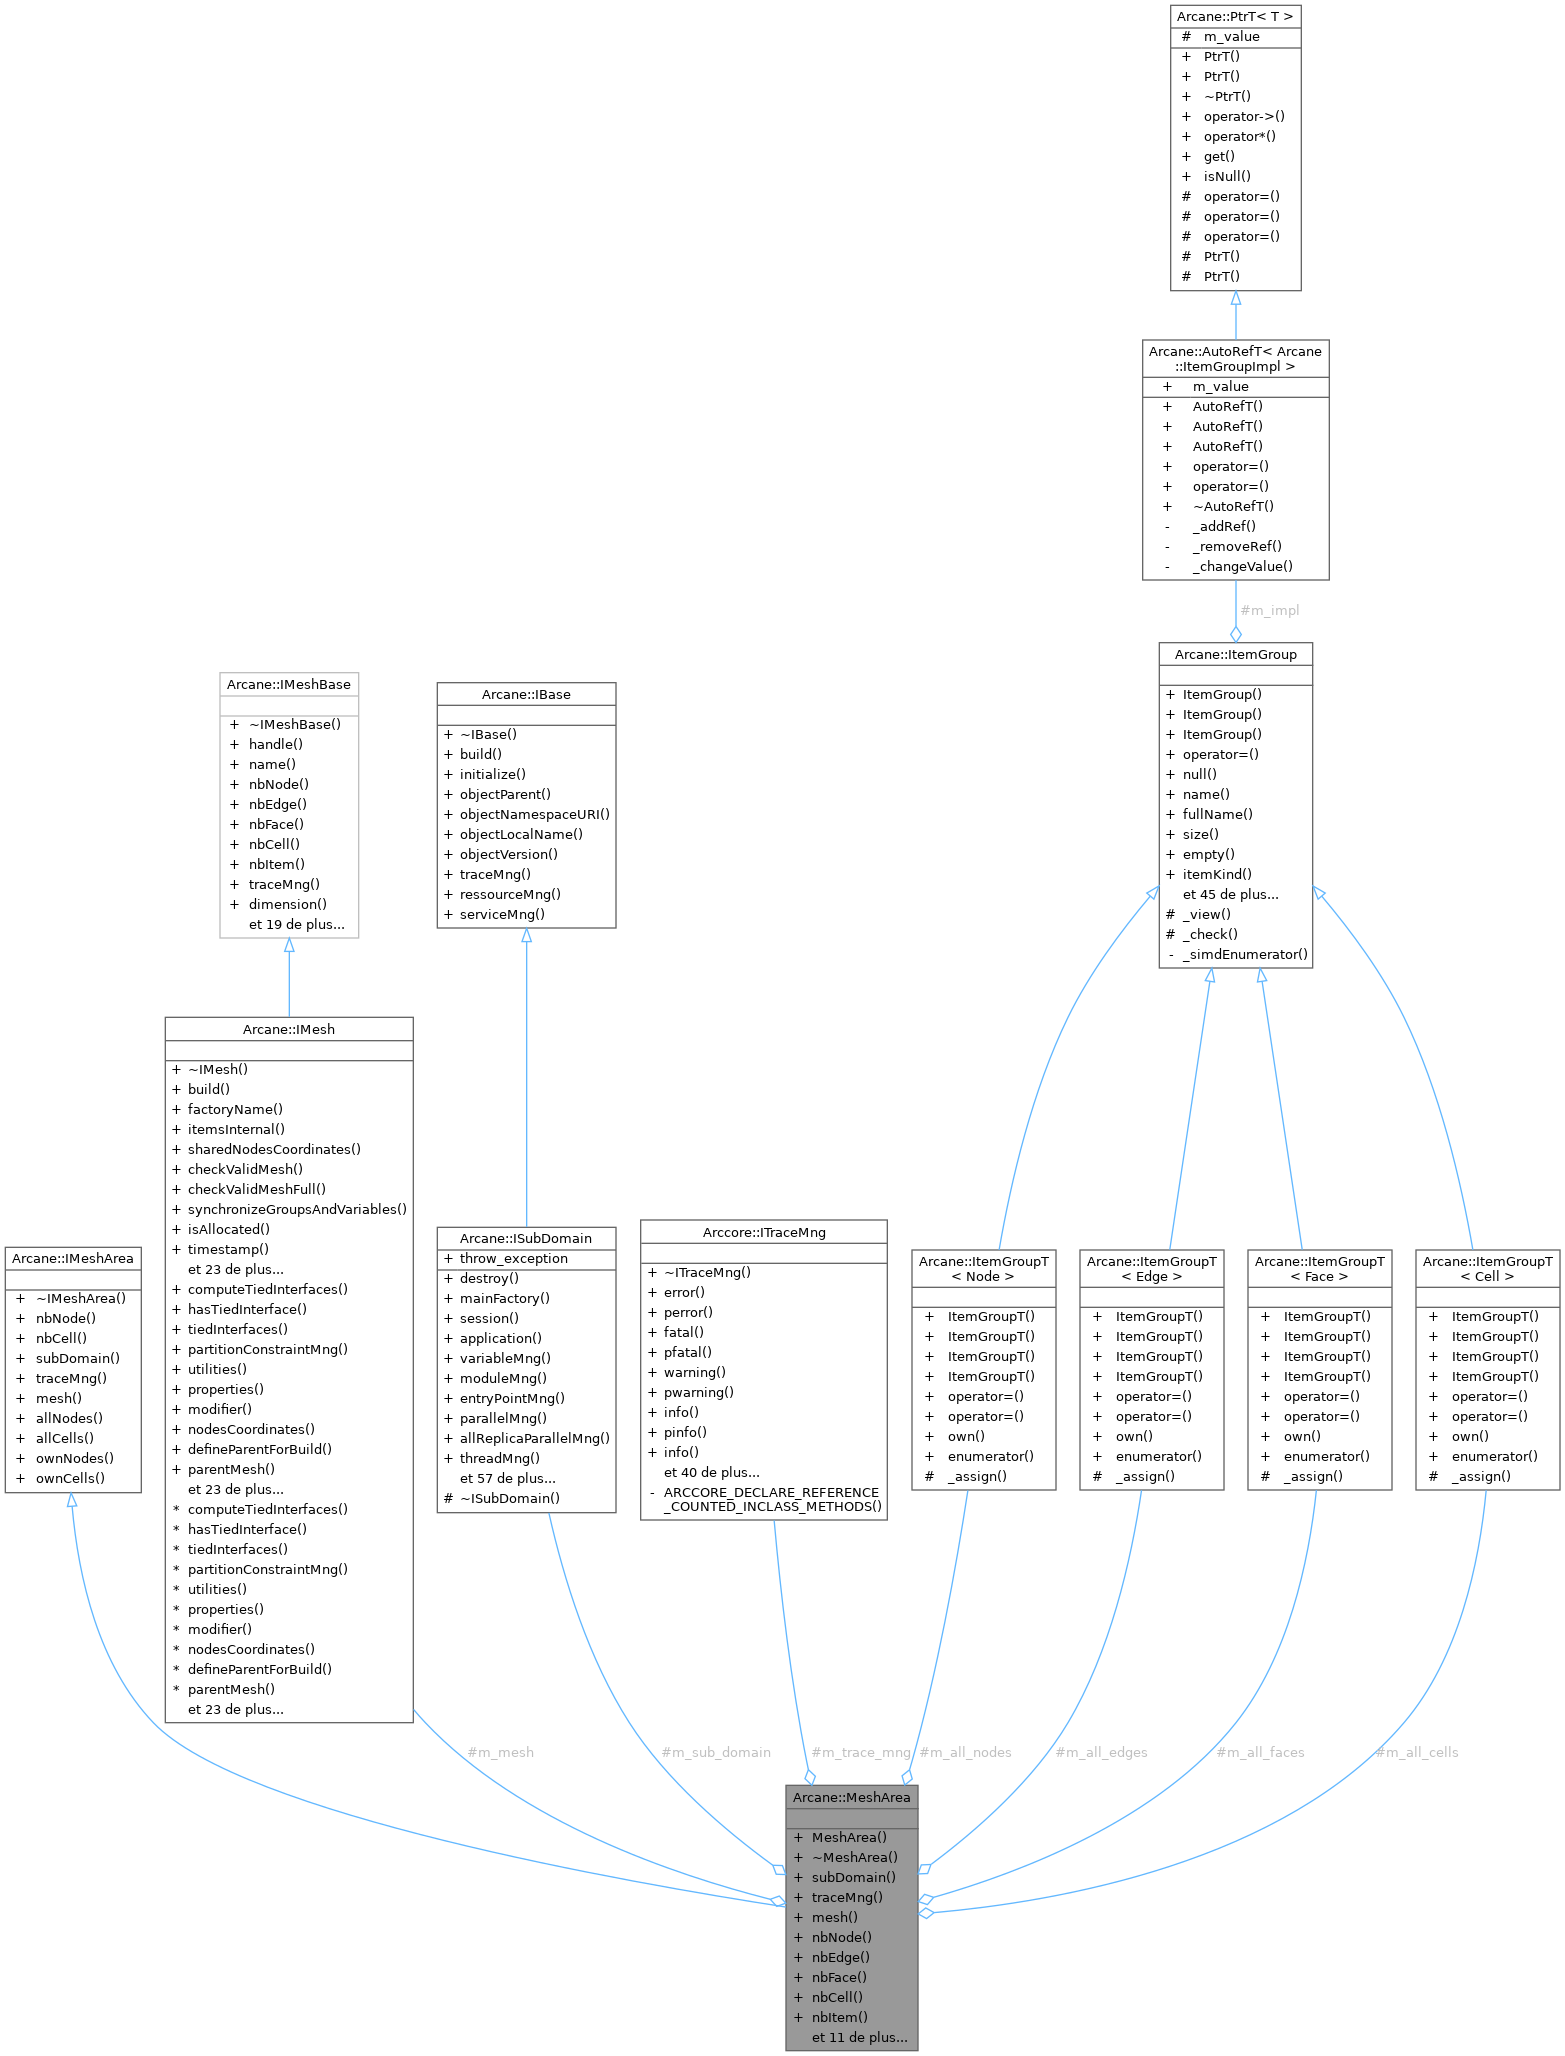 Arcane::PtrT< T >
# m_value
+ PtrT()
+ PtrT()
+ ~PtrT()
+ operator->()
+ operator*()
+ get()
+ isNull()
# operator=()
# operator=()
# operator=()
# PtrT()
# PtrT()
Arcane::AutoRefT< Arcane
::ItemGroupImpl >
+ m_value
+ AutoRefT()
+ AutoRefT()
+ AutoRefT()
+ operator=()
+ operator=()
+ ~AutoRefT()
- _addRef()
- _removeRef()
- _changeValue()
#m_impl
Arcane::ItemGroup
+ ItemGroup()
+ ItemGroup()
+ ItemGroup()
+ operator=()
+ null()
+ name()
+ fullName()
+ size()
+ empty()
+ itemKind()
et 45 de plus...
# _view()
# _check()
- _simdEnumerator()
Arcane::IMeshBase
+ ~IMeshBase()
+ handle()
+ name()
+ nbNode()
+ nbEdge()
+ nbFace()
+ nbCell()
+ nbItem()
+ traceMng()
+ dimension()
et 19 de plus...
Arcane::IBase
+ ~IBase()
+ build()
+ initialize()
+ objectParent()
+ objectNamespaceURI()
+ objectLocalName()
+ objectVersion()
+ traceMng()
+ ressourceMng()
+ serviceMng()
Arcane::IMeshArea
+ ~IMeshArea()
+ nbNode()
+ nbCell()
+ subDomain()
+ traceMng()
+ mesh()
+ allNodes()
+ allCells()
+ ownNodes()
+ ownCells()
Arcane::IMesh
+ ~IMesh()
+ build()
+ factoryName()
+ itemsInternal()
+ sharedNodesCoordinates()
+ checkValidMesh()
+ checkValidMeshFull()
+ synchronizeGroupsAndVariables()
+ isAllocated()
+ timestamp()
et 23 de plus...
+ computeTiedInterfaces()
+ hasTiedInterface()
+ tiedInterfaces()
+ partitionConstraintMng()
+ utilities()
+ properties()
+ modifier()
+ nodesCoordinates()
+ defineParentForBuild()
+ parentMesh()
et 23 de plus...
* computeTiedInterfaces()
* hasTiedInterface()
* tiedInterfaces()
* partitionConstraintMng()
* utilities()
* properties()
* modifier()
* nodesCoordinates()
* defineParentForBuild()
* parentMesh()
et 23 de plus...
Arcane::ISubDomain
+ throw_exception
+ destroy()
+ mainFactory()
+ session()
+ application()
+ variableMng()
+ moduleMng()
+ entryPointMng()
+ parallelMng()
+ allReplicaParallelMng()
+ threadMng()
et 57 de plus...
# ~ISubDomain()
Arccore::ITraceMng
+ ~ITraceMng()
+ error()
+ perror()
+ fatal()
+ pfatal()
+ warning()
+ pwarning()
+ info()
+ pinfo()
+ info()
et 40 de plus...
- ARCCORE_DECLARE_REFERENCE
_COUNTED_INCLASS_METHODS()
Arcane::ItemGroupT
< Node >
+ ItemGroupT()
+ ItemGroupT()
+ ItemGroupT()
+ ItemGroupT()
+ operator=()
+ operator=()
+ own()
+ enumerator()
# _assign()
Arcane::ItemGroupT
< Edge >
+ ItemGroupT()
+ ItemGroupT()
+ ItemGroupT()
+ ItemGroupT()
+ operator=()
+ operator=()
+ own()
+ enumerator()
# _assign()
Arcane::ItemGroupT
< Face >
+ ItemGroupT()
+ ItemGroupT()
+ ItemGroupT()
+ ItemGroupT()
+ operator=()
+ operator=()
+ own()
+ enumerator()
# _assign()
Arcane::ItemGroupT
< Cell >
+ ItemGroupT()
+ ItemGroupT()
+ ItemGroupT()
+ ItemGroupT()
+ operator=()
+ operator=()
+ own()
+ enumerator()
# _assign()
#m_mesh
#m_sub_domain
#m_trace_mng
#m_all_nodes
#m_all_edges
#m_all_faces
#m_all_cells
Arcane::MeshArea
+ MeshArea()
+ ~MeshArea()
+ subDomain()
+ traceMng()
+ mesh()
+ nbNode()
+ nbEdge()
+ nbFace()
+ nbCell()
+ nbItem()
et 11 de plus...